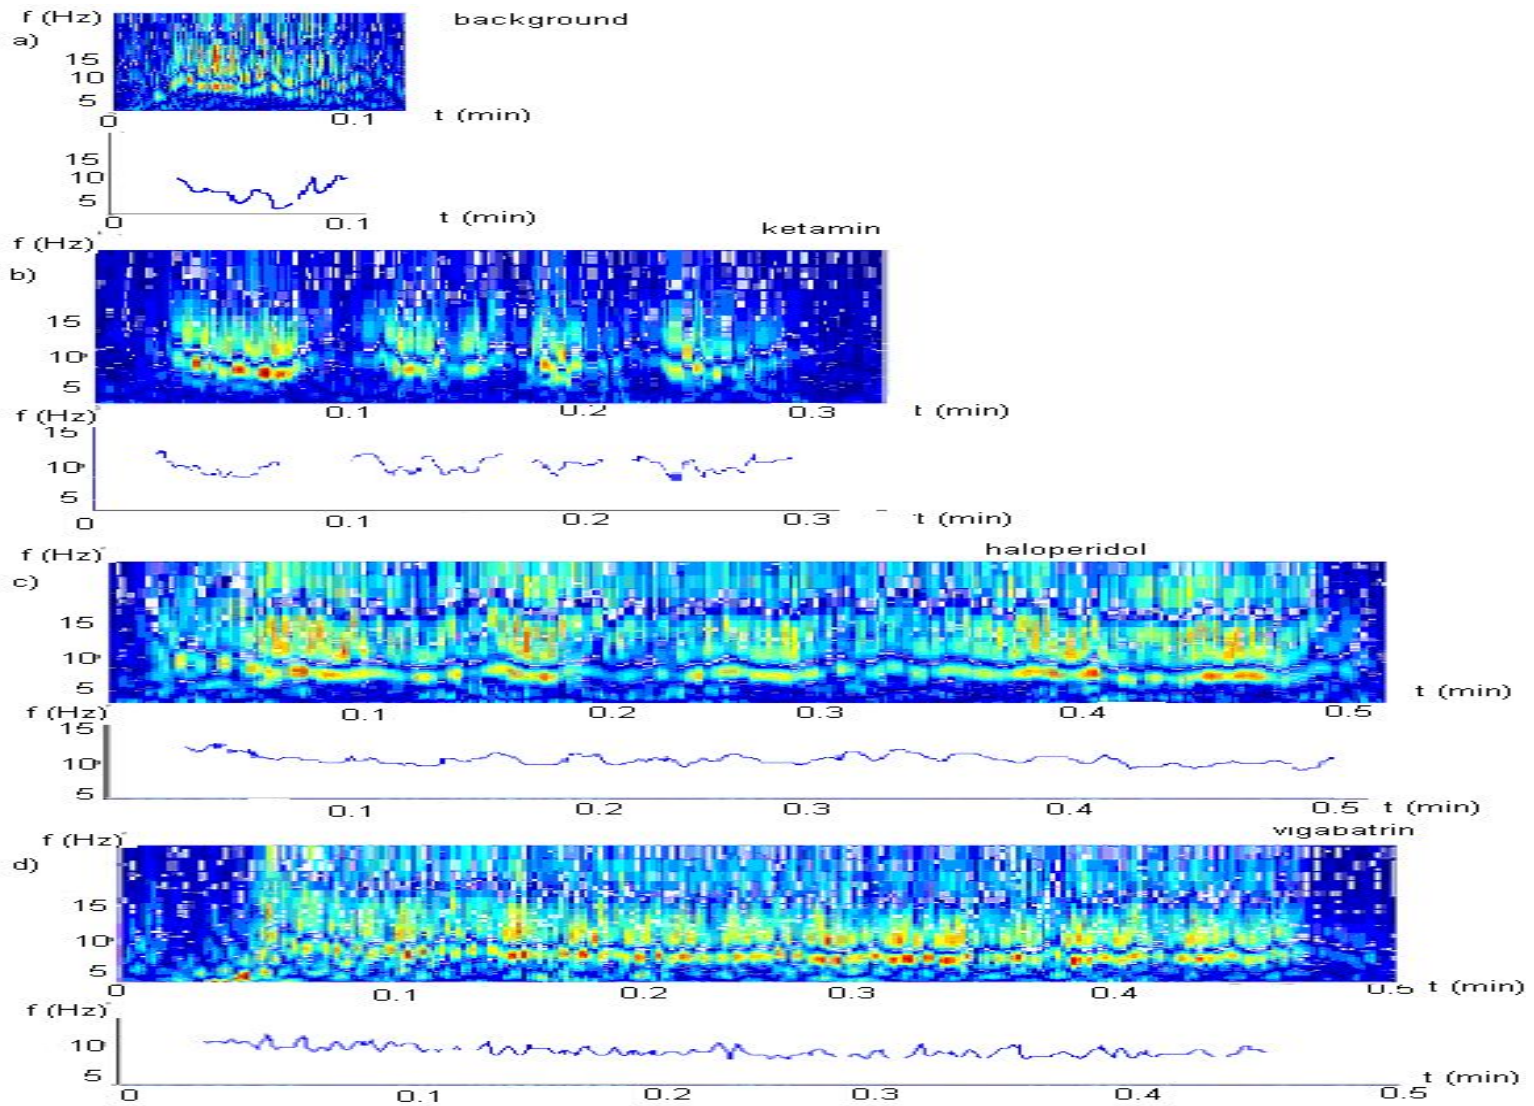 f (Hz) background
a)
15
10
5
0 0.1 t (min)
15
10
5
0 0.1 t (min)
ketamin
f (Hz)
b)
15
10
5
0.1 0.2 0.3 t (min)
f (Hz)
15
10
5
0 0.1 0.2 0.3 t (min)
haloperidol
f (Hz)
c)
15
10
5
t (min)
0.1 0.2 0.3 0.4 0.5
f (Hz)
15
10
5
0.1 0.2 0.3 0.4 0.5 t (min)
vigabatrin
f (Hz)
d)
15
10
5
0 0.1 0.2 0.3 0.4 0.5 t (min)
f (Hz)
10
5
t (min)
0 0.1 0.2 0.3 0.4 0.5